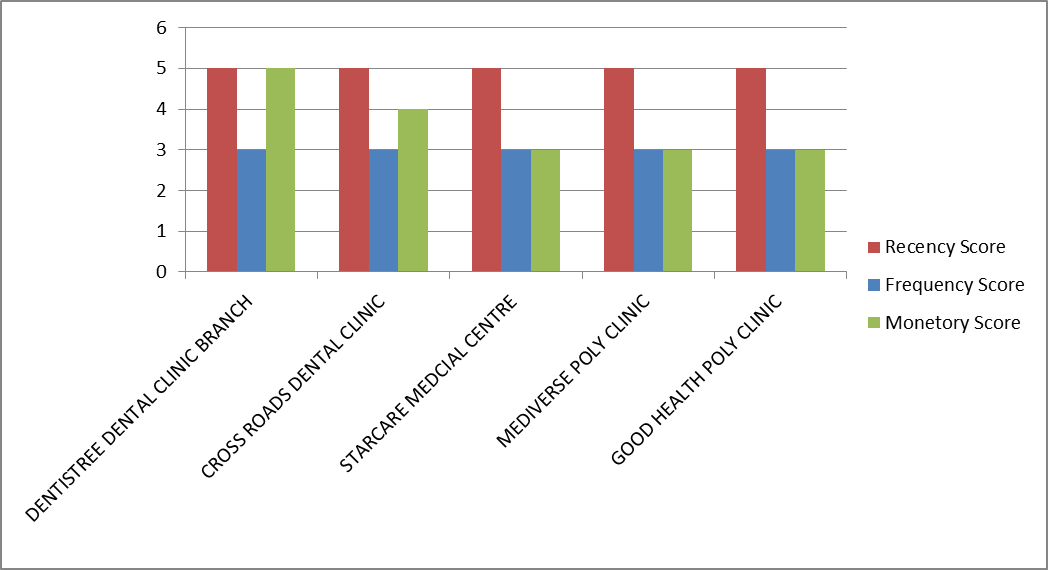 6
5
4
3
2
1
0
Recency Score
Frequency Score
Monetory Score
DENTISTREE DENTAL CLINIC BRANCH
CROSS ROADS DENTAL CLINIC
STARCARE MEDCIAL CENTRE
MEDIVERSE POLY CLINIC
GOOD HEALTH POLY CLINIC